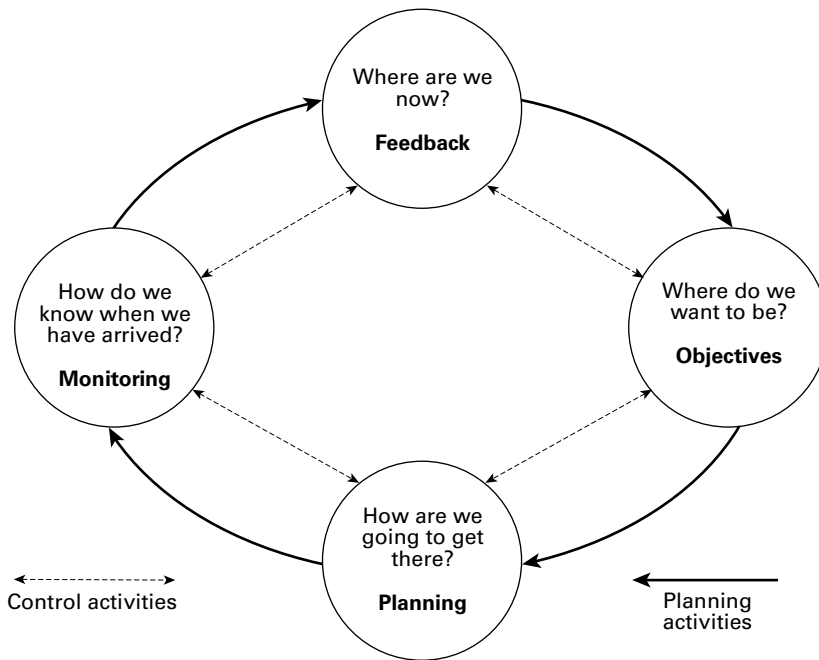 Where are we
now?
Feedback
How do we
know when we
have arrived?
Monitoring
Where do we
want to be?
Objectives
How are we
going to get
there?
Planning
Control activities
Planning
activities